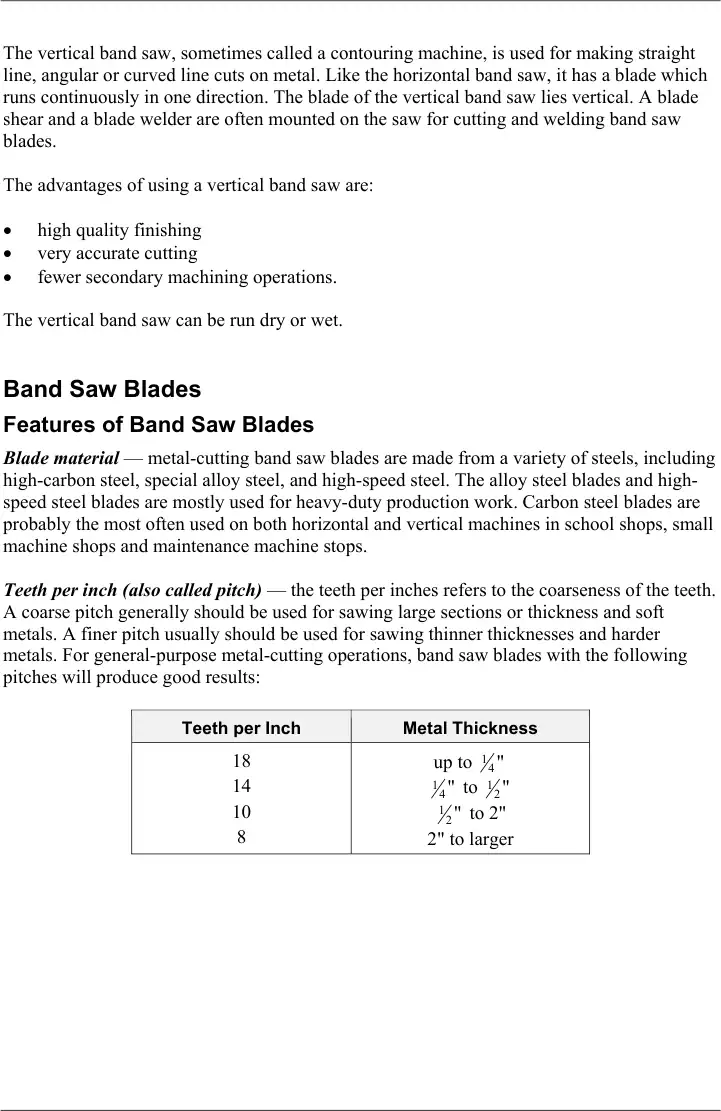 The vertical band saw, sometimes called a contouring machine, is used for making straight
line, angular or curved line cuts on metal. Like the horizontal band saw, it has a blade which
runs continuously in one direction. The blade of the vertical band saw lies vertical. A blade
shear and a blade welder are often mounted on the saw for cutting and welding band saw
blades.
The advantages of using a vertical band saw are:
• high quality finishing
• very accurate cutting
• fewer secondary machining operations.
The vertical band saw can be run dry or wet.
Band Saw Blades
Features of Band Saw Blades
Blade material — metal-cutting band saw blades are made from a variety of steels, including
high-carbon steel, special alloy steel, and high-speed steel. The alloy steel blades and high-
speed steel blades are mostly used for heavy-duty production work. Carbon steel blades are
probably the most often used on both horizontal and vertical machines in school shops, small
machine shops and maintenance machine stops.
Teeth per inch (also called pitch) — the teeth per inches refers to the coarseness of the teeth.
A coarse pitch generally should be used for sawing large sections or thickness and soft
metals. A finer pitch usually should be used for sawing thinner thicknesses and harder
metals. For general-purpose metal-cutting operations, band saw blades with the following
pitches will produce good results:
Teeth per Inch Metal Thickness
18 up to 1/4"
14 1/4" to 1/2"
10 1/2" to 2"
8 2" to larger